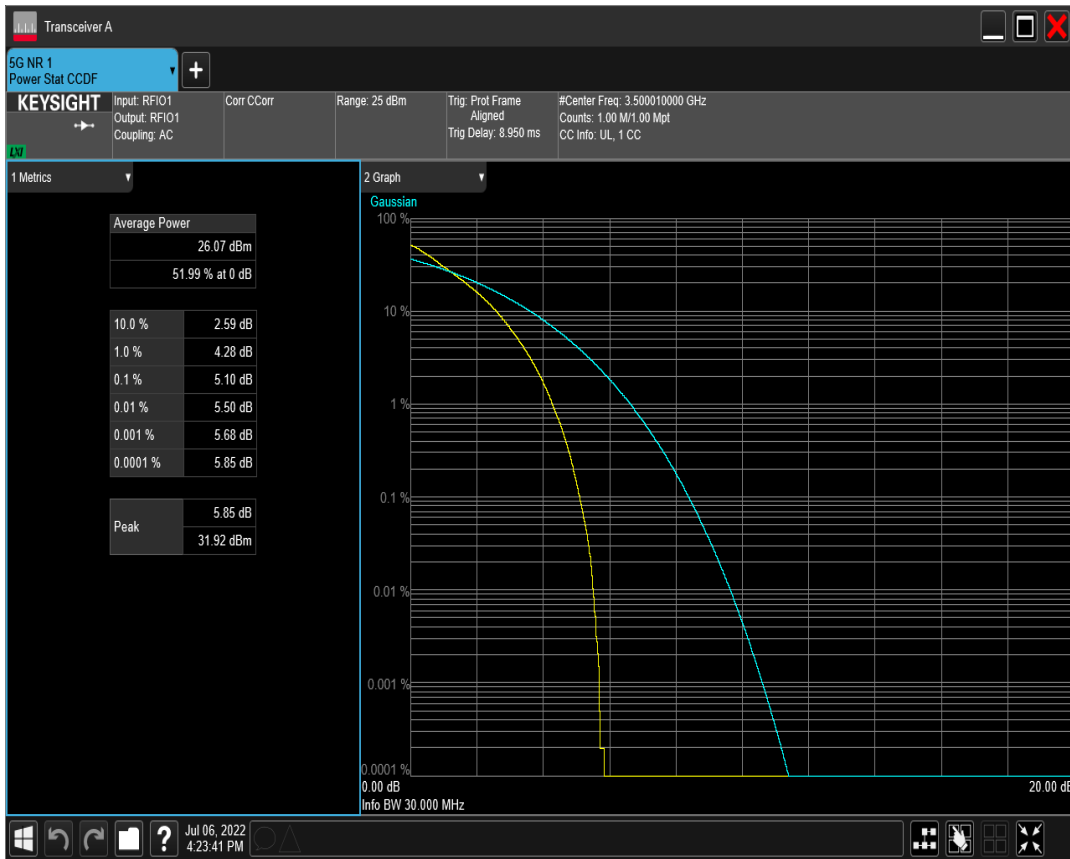 Transceiver A
5G NR 1
Power Stat CCDF
+
KEYSIGHT
LXI
Input: RFIO1
Output: RFIO1
Coupling: AC
Corr CCorr
Range: 25 dBm
Trig: Prot Frame
Aligned
Trig Delay: 8.950 ms
#Center Freq: 3.500010000 GHz
Counts: 1.00 M/1.00 Mpt
CC Info: UL, 1 CC
1 Metrics
Average Power
26.07 dBm
51.99 % at 0 dB
10.0 % 2.59 dB
1.0 % 4.28 dB
0.1 % 5.10 dB
0.01 % 5.50 dB
0.001 % 5.68 dB
0.0001 % 5.85 dB
Peak
5.85 dB
31.92 dBm
2 Graph
Gaussian
100 %
10 %
1 %
0.1 %
0.01 %
0.001 %
0.0001 %
0.00 dB
20.00 dB
Info BW 30.000 MHz
?
Jul 06, 2022
4:23:41 PM